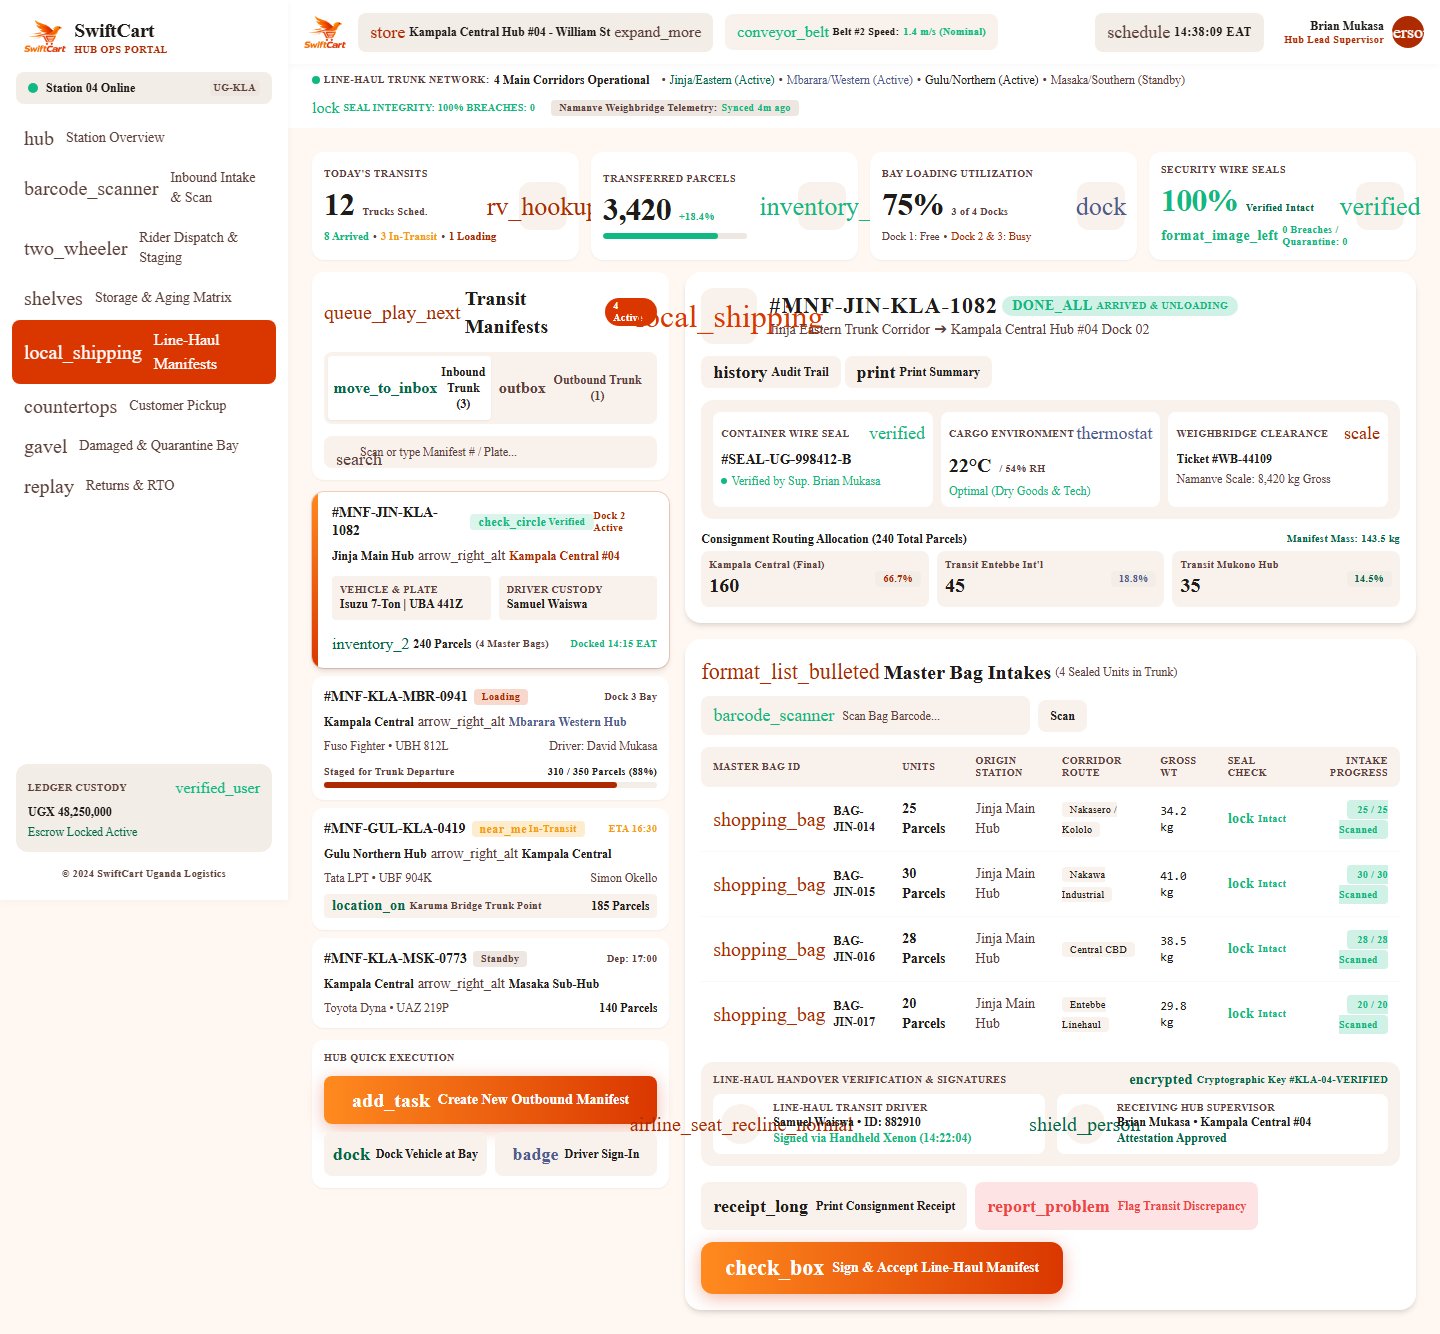 SwiftCart
SwiftCart
HUB OPS PORTAL
Station 04 Online UG-KLA
hub Station Overview
barcode_scanner Inbound Intake & Scan
two_wheeler Rider Dispatch & Staging
shelves Storage & Aging Matrix
local_shipping Line-Haul Manifests
countertops Customer Pickup
gavel Damaged & Quarantine Bay
replay Returns & RTO
LEDGER CUSTODY verified_user
UGX 48,250,000
Escrow Locked Active
© 2024 SwiftCart Uganda Logistics
SwiftCart
store Kampala Central Hub #04 - William St expand_more
conveyor_belt Belt #2 Speed: 1.4 m/s (Nominal)
schedule 14:38:09 EAT
Brian Mukasa
Hub Lead Supervisor
LINE-HAUL TRUNK NETWORK: 4 Main Corridors Operational • Jinja/Eastern (Active) • Mbarara/Western (Active) • Gulu/Northern (Active) • Masaka/Southern (Standby)
lock SEAL INTEGRITY: 100% BREACHES: 0 Namanve Weighbridge Telemetry: Synced 4m ago
TODAY'S TRANSITS
12 Trucks Sched. rv_hookup
8 Arrived • 3 In-Transit • 1 Loading
TRANSFERRED PARCELS
3,420 +18.4% inventory_
BAY LOADING UTILIZATION
75% 3 of 4 Docks dock
Dock 1: Free • Dock 2 & 3: Busy
SECURITY WIRE SEALS
100% Verified Intact verified
format_image_left 0 Breaches / Quarantine: 0
queue_play_next Transit Manifests 4 Active
move_to_inbox Inbound Trunk (3)
outbox Outbound Trunk (1)
search Scan or type Manifest # / Plate...
#MNF-JIN-KLA-1082 check_circle Verified Dock 2 Active
Jinja Main Hub arrow_right_alt Kampala Central #04
VEHICLE & PLATE
Isuzu 7-Ton | UBA 441Z
DRIVER CUSTODY
Samuel Waiswa
inventory_2 240 Parcels (4 Master Bags) Docked 14:15 EAT
#MNF-KLA-MBR-0941 Loading Dock 3 Bay
Kampala Central arrow_right_alt Mbarara Western Hub
Fuso Fighter • UBH 812L Driver: David Mukasa
Staged for Trunk Departure 310 / 350 Parcels (88%)
#MNF-GUL-KLA-0419 near_me In-Transit ETA 16:30
Gulu Northern Hub arrow_right_alt Kampala Central
Tata LPT • UBF 904K Simon Okello
location_on Karuma Bridge Trunk Point 185 Parcels
#MNF-KLA-MSK-0773 Standby Dep: 17:00
Kampala Central arrow_right_alt Masaka Sub-Hub
Toyota Dyna • UAZ 219P 140 Parcels
HUB QUICK EXECUTION
add_task Create New Outbound Manifest
dock Dock Vehicle at Bay
badge Driver Sign-In
local_shipping
#MNF-JIN-KLA-1082 DONE_ALL ARRIVED & UNLOADING
Jinja Eastern Trunk Corridor → Kampala Central Hub #04 Dock 02
history Audit Trail
print Print Summary
CONTAINER WIRE SEAL verified
#SEAL-UG-998412-B
Verified by Sup. Brian Mukasa
CARGO ENVIRONMENT thermostat
22°C / 54% RH
Optimal (Dry Goods & Tech)
WEIGHBRIDGE CLEARANCE scale
Ticket #WB-44109
Namanve Scale: 8,420 kg Gross
Consignment Routing Allocation (240 Total Parcels) Manifest Mass: 143.5 kg
Kampala Central (Final)
160 66.7%
Transit Entebbe Int'l
45 18.8%
Transit Mukono Hub
35 14.5%
format_list_bulleted Master Bag Intakes (4 Sealed Units in Trunk)
barcode_scanner Scan Bag Barcode... Scan
MASTER BAG ID UNITS ORIGIN STATION CORRIDOR ROUTE GROSS WT SEAL CHECK INTAKE PROGRESS
shopping_bag BAG-JIN-014 25 Parcels Jinja Main Hub Nakasero / Kololo 34.2 kg lock Intact 25 / 25 Scanned
shopping_bag BAG-JIN-015 30 Parcels Jinja Main Hub Nakawa Industrial 41.0 kg lock Intact 30 / 30 Scanned
shopping_bag BAG-JIN-016 28 Parcels Jinja Main Hub Central CBD 38.5 kg lock Intact 28 / 28 Scanned
shopping_bag BAG-JIN-017 20 Parcels Jinja Main Hub Entebbe Linehaul 29.8 kg lock Intact 20 / 20 Scanned
LINE-HAUL HANDOVER VERIFICATION & SIGNATURES encrypted Cryptographic Key #KLA-04-VERIFIED
airline_seat_recline_normal
LINE-HAUL TRANSIT DRIVER
Samuel Waiswa • ID: 882910
Signed via Handheld Xenon (14:22:04)
shield_person
RECEIVING HUB SUPERVISOR
Brian Mukasa • Kampala Central #04
Attestation Approved
receipt_long Print Consignment Receipt
report_problem Flag Transit Discrepancy
check_box Sign & Accept Line-Haul Manifest